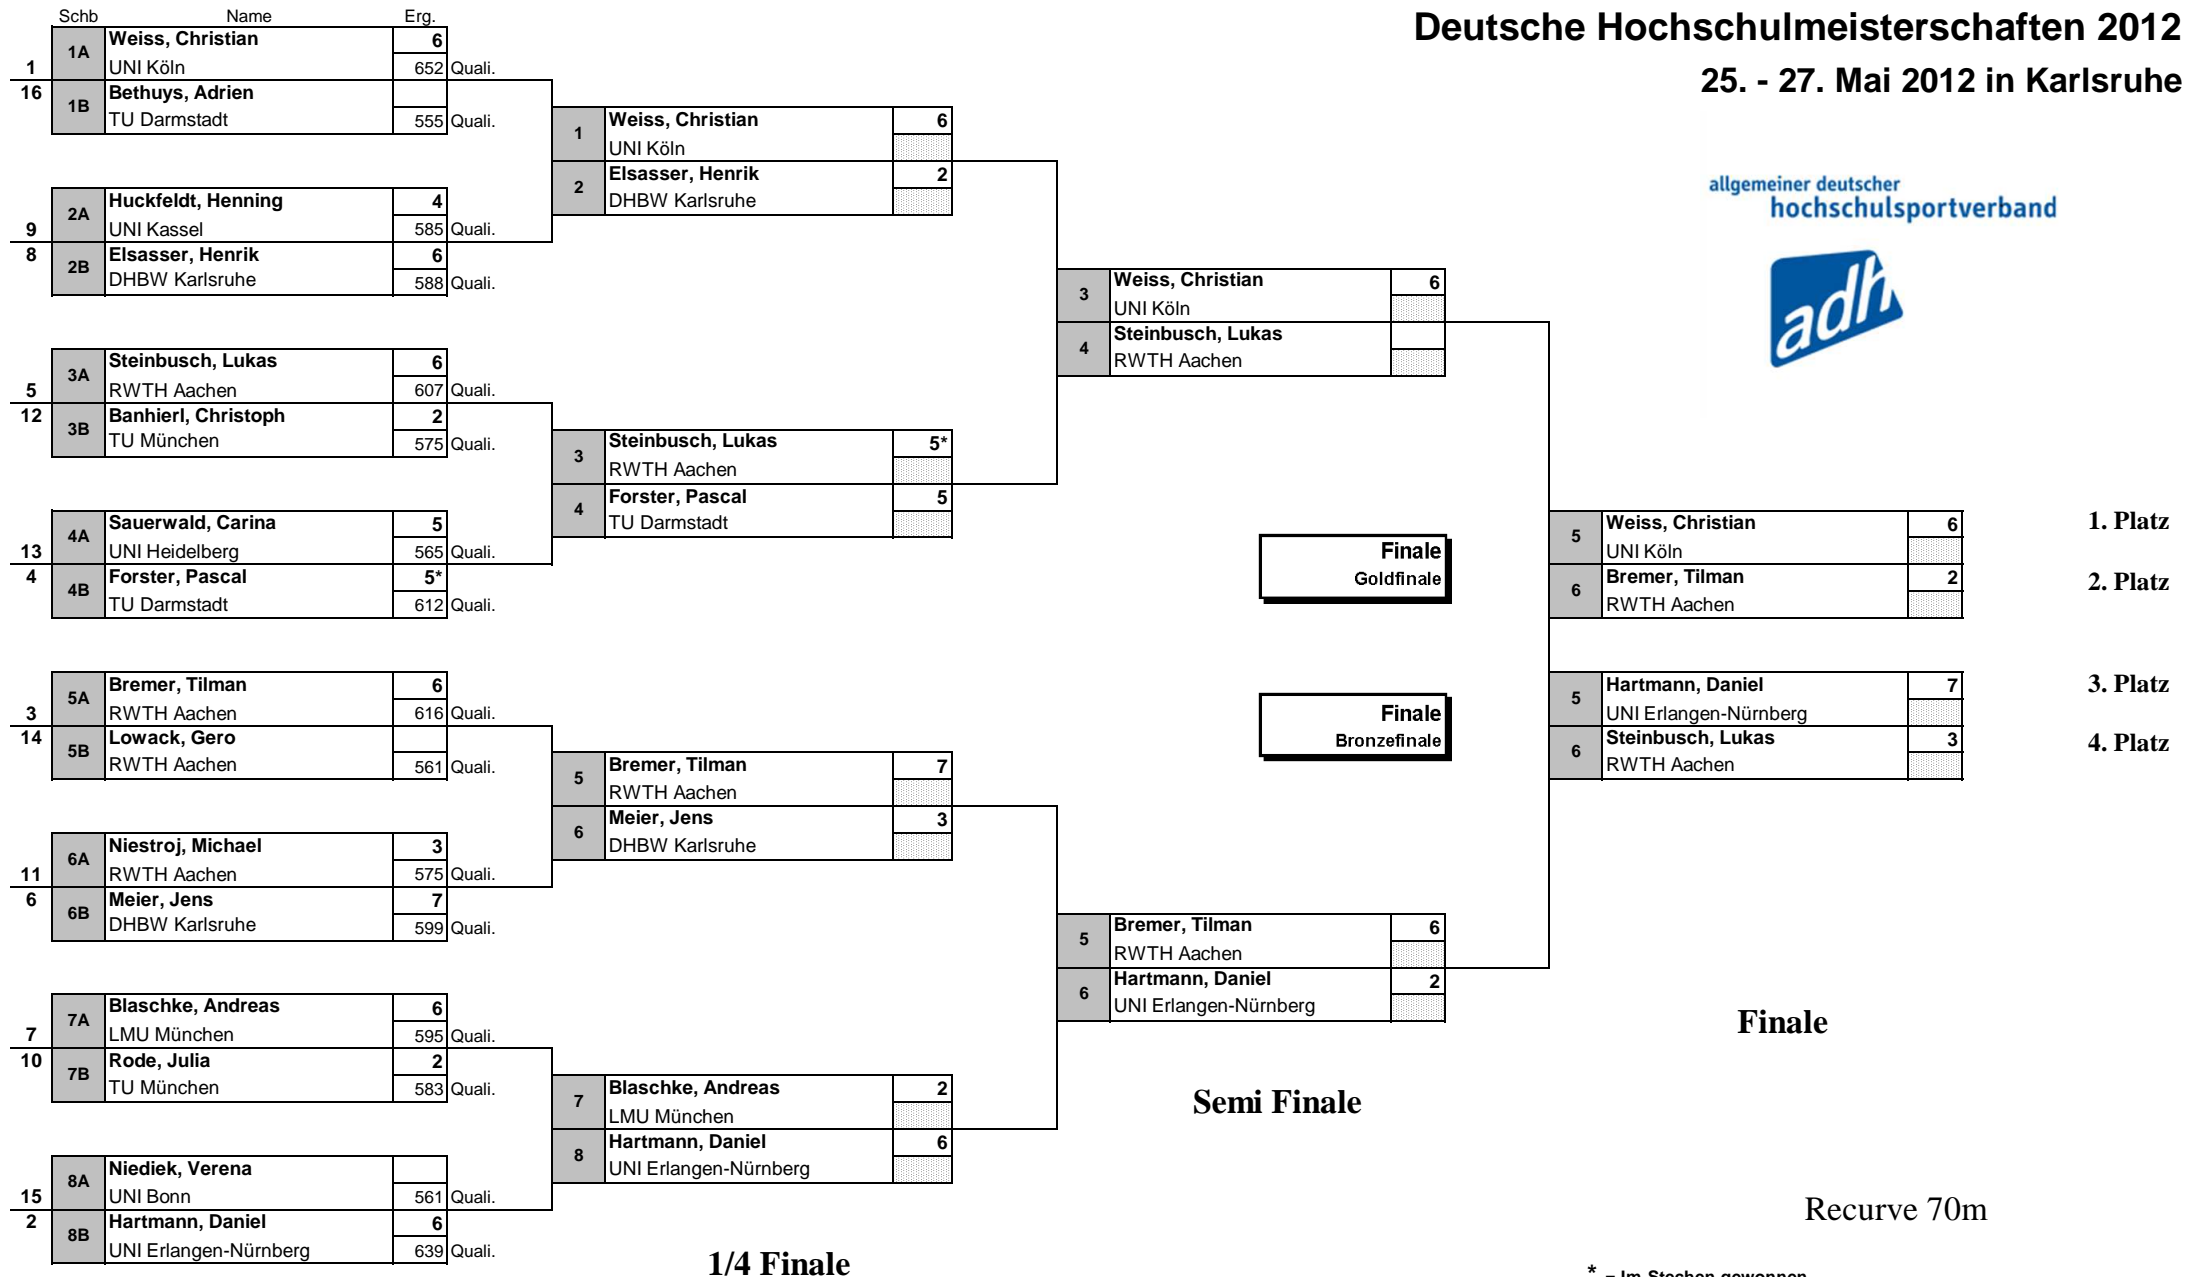 Deutsche Hochschulmeisterschaften 2012
25. - 27. Mai 2012 in Karlsruhe
allgemeiner deutscher
hochschulsportverband
adh
Schb Name Erg.
1A Weiss, Christian 6
1 UNI Köln 652 Quali.
16 1B Bethuys, Adrien
TU Darmstadt 555 Quali.
2A Huckfeldt, Henning 4
9 UNI Kassel 585 Quali.
8 2B Elsasser, Henrik 6
DHBW Karlsruhe 588 Quali.
3A Steinbusch, Lukas 6
5 RWTH Aachen 607 Quali.
12 3B Banhierl, Christoph 2
TU München 575 Quali.
4A Sauerwald, Carina 5
13 UNI Heidelberg 565 Quali.
4 4B Forster, Pascal 5*
TU Darmstadt 612 Quali.
5A Bremer, Tilman 6
3 RWTH Aachen 616 Quali.
14 5B Lowack, Gero
RWTH Aachen 561 Quali.
6A Niestroj, Michael 3
11 RWTH Aachen 575 Quali.
6 6B Meier, Jens 7
DHBW Karlsruhe 599 Quali.
7A Blaschke, Andreas 6
7 LMU München 595 Quali.
10 7B Rode, Julia 2
TU München 583 Quali.
8A Niediek, Verena
15 UNI Bonn 561 Quali.
2 8B Hartmann, Daniel 6
UNI Erlangen-Nürnberg 639 Quali.
1 Weiss, Christian 6
UNI Köln
2 Elsasser, Henrik 2
DHBW Karlsruhe
3 Steinbusch, Lukas 5*
RWTH Aachen
4 Forster, Pascal 5
TU Darmstadt
5 Bremer, Tilman 7
RWTH Aachen
6 Meier, Jens 3
DHBW Karlsruhe
7 Blaschke, Andreas 2
LMU München
8 Hartmann, Daniel 6
UNI Erlangen-Nürnberg
1/4 Finale
3 Weiss, Christian 6
UNI Köln
4 Steinbusch, Lukas
RWTH Aachen
5 Bremer, Tilman 6
RWTH Aachen
6 Hartmann, Daniel 2
UNI Erlangen-Nürnberg
Semi Finale
Finale
Goldfinale
5 Weiss, Christian 6 1. Platz
UNI Köln
6 Bremer, Tilman 2 2. Platz
RWTH Aachen
Finale
Bronzefinale
5 Hartmann, Daniel 7 3. Platz
UNI Erlangen-Nürnberg
6 Steinbusch, Lukas 3 4. Platz
RWTH Aachen
Finale
Recurve 70m
* = Im Stechen gewonnen